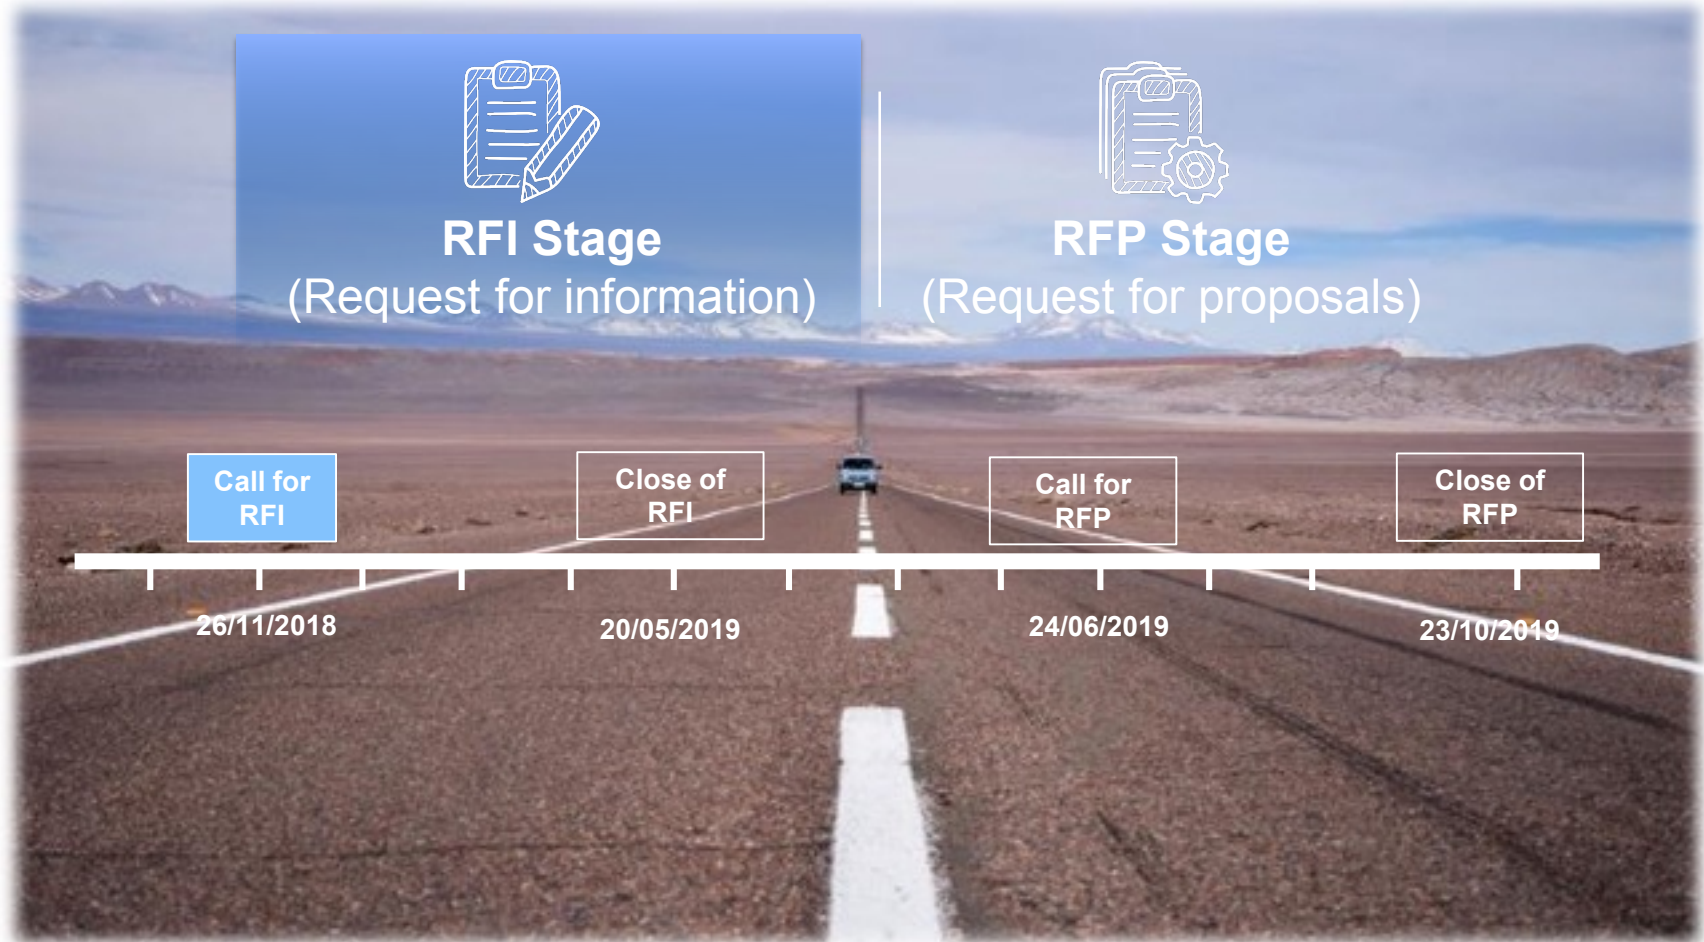 RFI Stage
(Request for information)
RFP Stage
(Request for proposals)
Call for
RFI
Close of
RFI
Call for
RFP
Close of
RFP
26/11/2018
20/05/2019
24/06/2019
23/10/2019